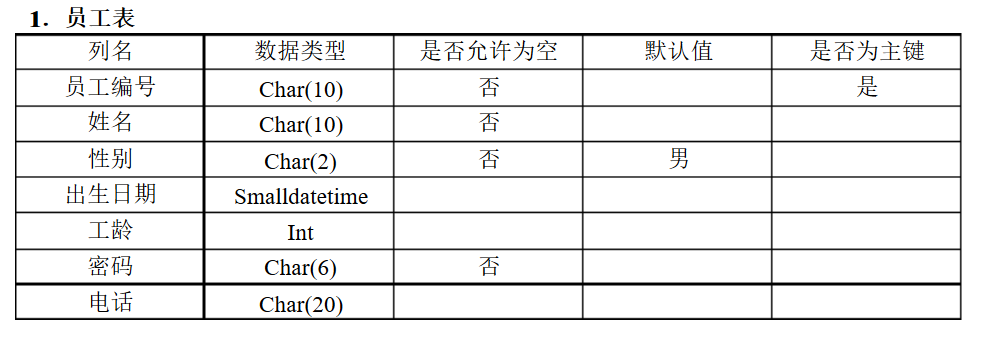 1. 员工表
列名 数据类型 是否允许为空 默认值 是否为主键
员工编号 Char(10) 否 是
姓名 Char(10) 否
性别 Char(2) 否 男
出生日期 Smalldatetime
工龄 Int
密码 Char(6) 否
电话 Char(20)